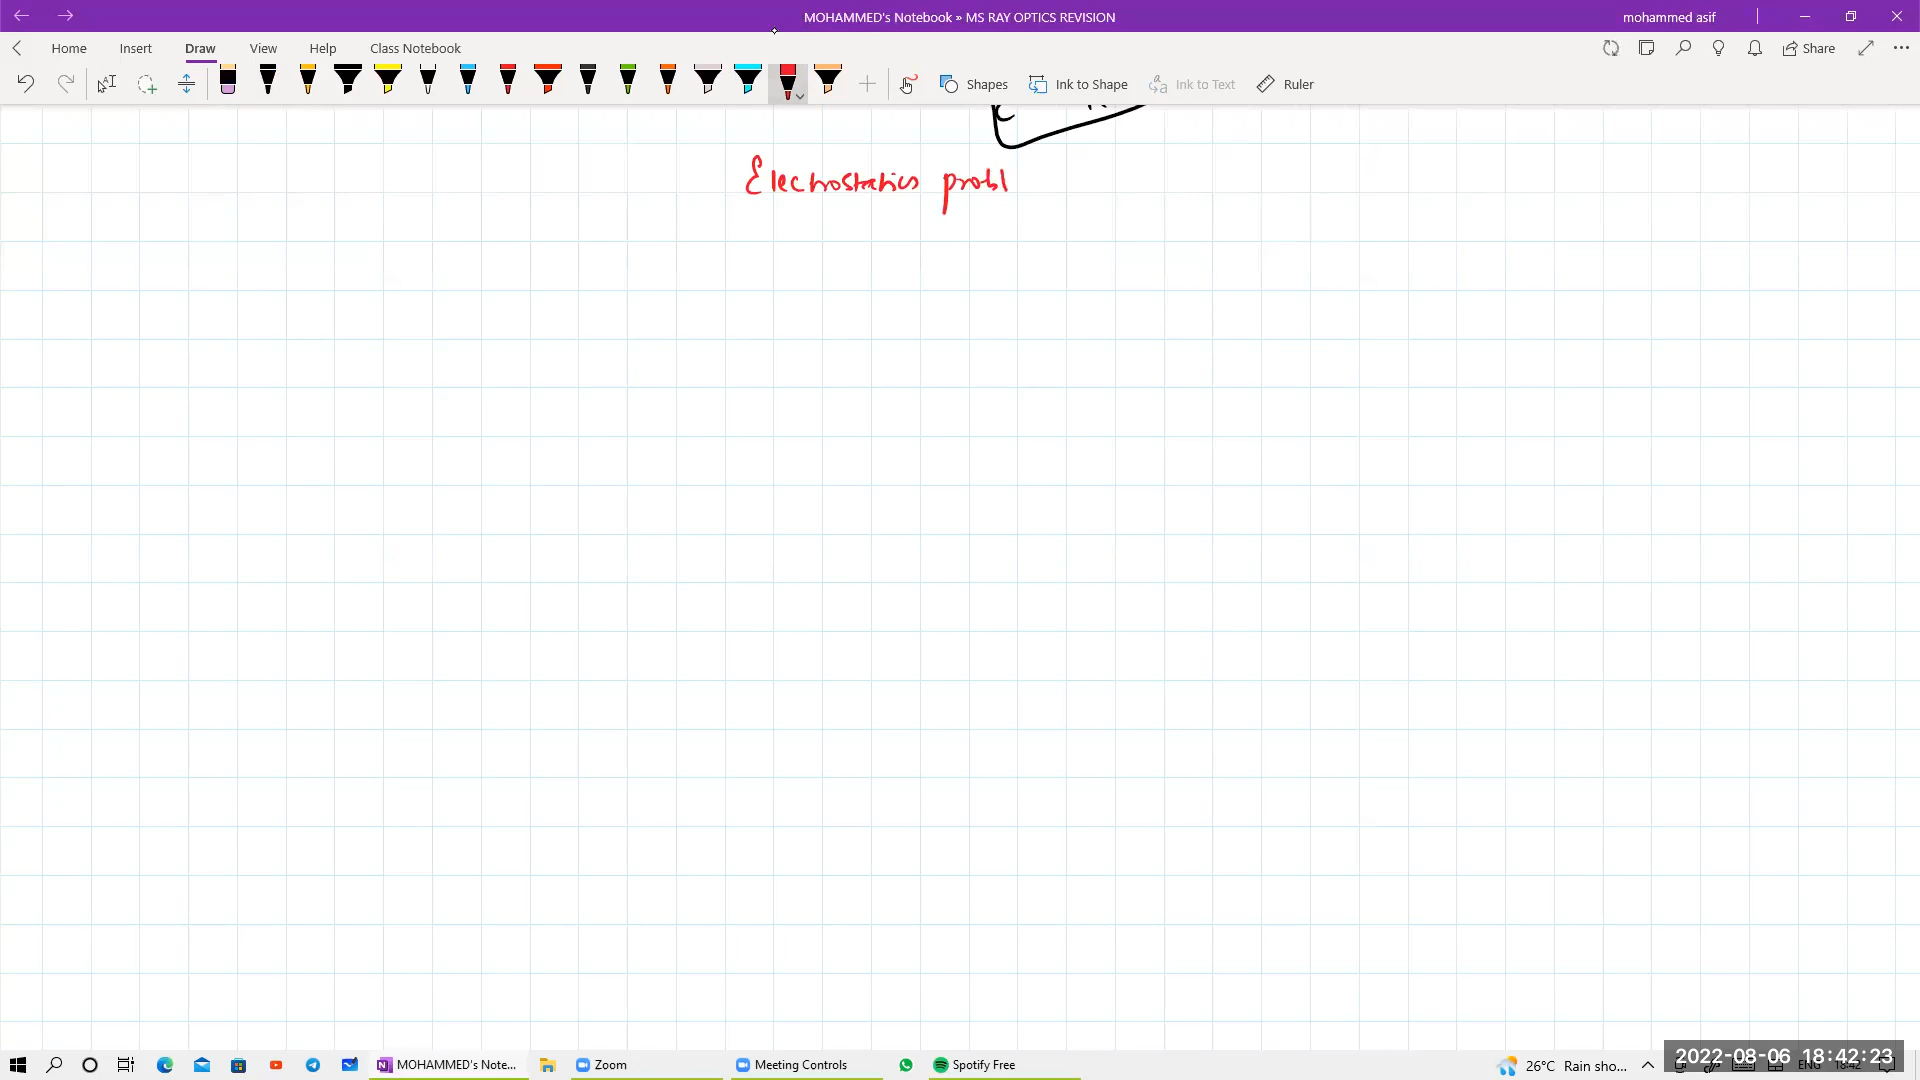 MOHAMMED's Notebook » MS RAY OPTICS REVISION
mohammed asif
Home Insert Draw View Help Class Notebook
Share
Shapes Ink to Shape Ink to Text Ruler
Electrostatics probl
MOHAMMED's Note...
Zoom
Meeting Controls
Spotify Free
26°C Rain sho...
ENG
18:42
2022-08-06 18:42:23